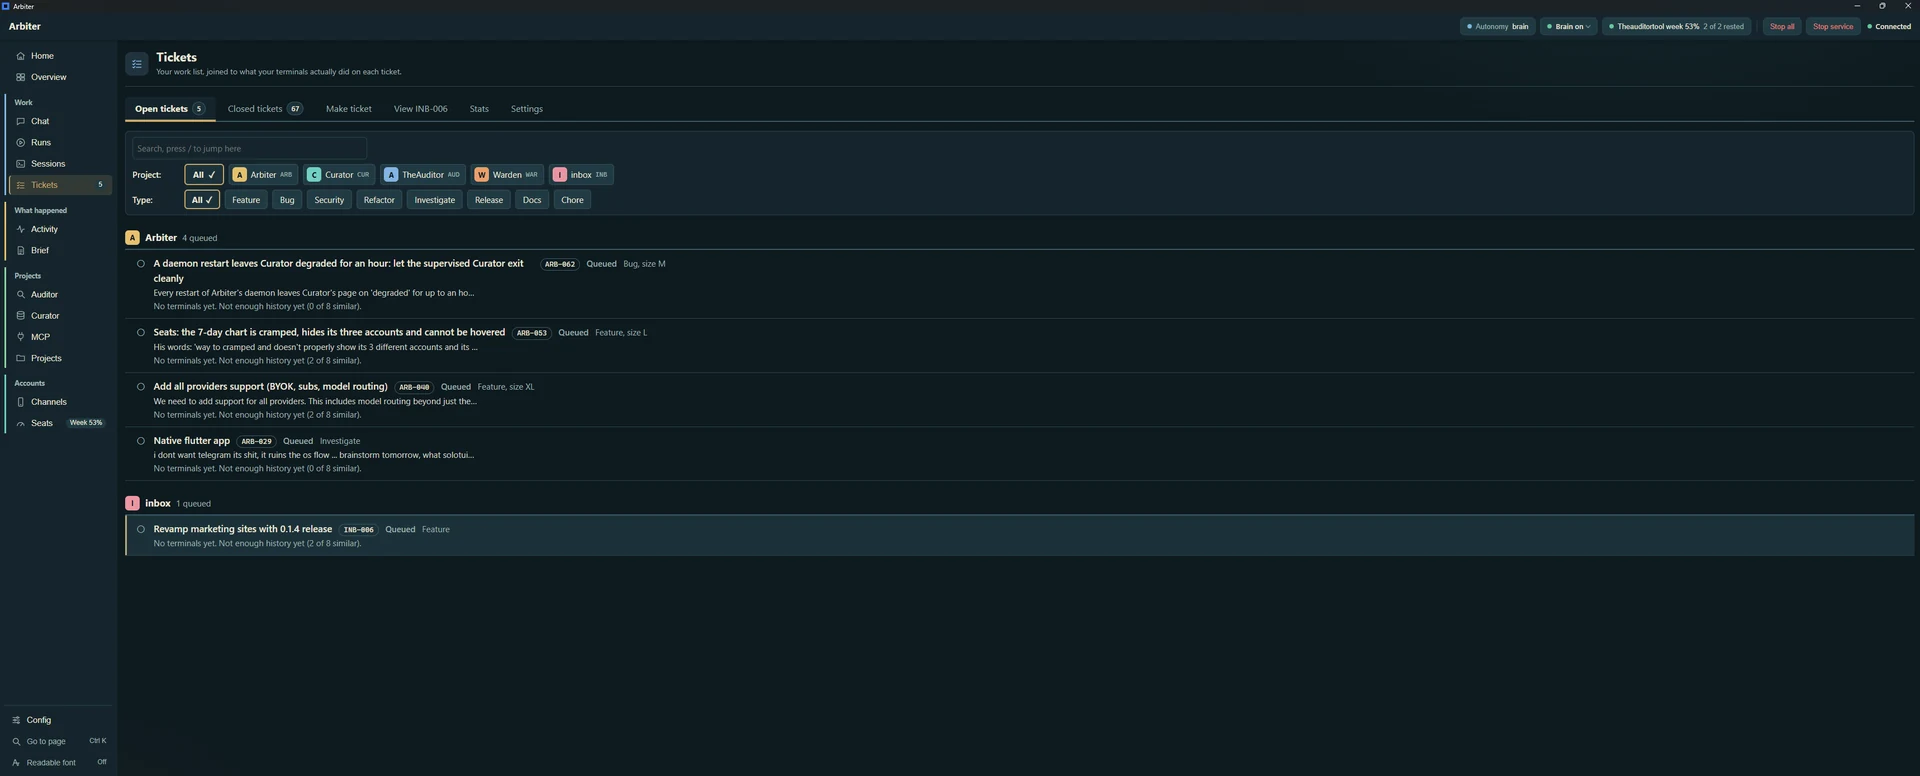 Arbiter
Arbiter
Autonomy brain
Brain on
Theauditortool week 53% 2 of 2 rested
Stop all
Stop service
Connected
Home
Overview
Work
Chat
Runs
Sessions
Tickets 5
What happened
Activity
Brief
Projects
Auditor
Curator
MCP
Projects
Accounts
Channels
Seats Week 53%
Config
Go to page Ctrl K
Readable font Off
Tickets
Your work list, joined to what your terminals actually did on each ticket.
Open tickets 5
Closed tickets 67
Make ticket
View INB-006
Stats
Settings
Search, press / to jump here
Project: All ✓ A Arbiter ARB C Curator CUR A TheAuditor AUD W Warden WAR I inbox INB
Type: All ✓ Feature Bug Security Refactor Investigate Release Docs Chore
A Arbiter 4 queued
A daemon restart leaves Curator degraded for an hour: let the supervised Curator exit ARB-062 Queued Bug, size M
cleanly
Every restart of Arbiter's daemon leaves Curator's page on 'degraded' for up to an ho...
No terminals yet. Not enough history yet (0 of 8 similar).
Seats: the 7-day chart is cramped, hides its three accounts and cannot be hovered ARB-053 Queued Feature, size L
His words: 'way to cramped and doesn't properly show its 3 different accounts and its ...
No terminals yet. Not enough history yet (2 of 8 similar).
Add all providers support (BYOK, subs, model routing) ARB-040 Queued Feature, size XL
We need to add support for all providers. This includes model routing beyond just the...
No terminals yet. Not enough history yet (2 of 8 similar).
Native flutter app ARB-029 Queued Investigate
i dont want telegram its shit, it ruins the os flow ... brainstorm tomorrow, what solotui...
No terminals yet. Not enough history yet (0 of 8 similar).
I inbox 1 queued
Revamp marketing sites with 0.1.4 release INB-006 Queued Feature
No terminals yet. Not enough history yet (2 of 8 similar).